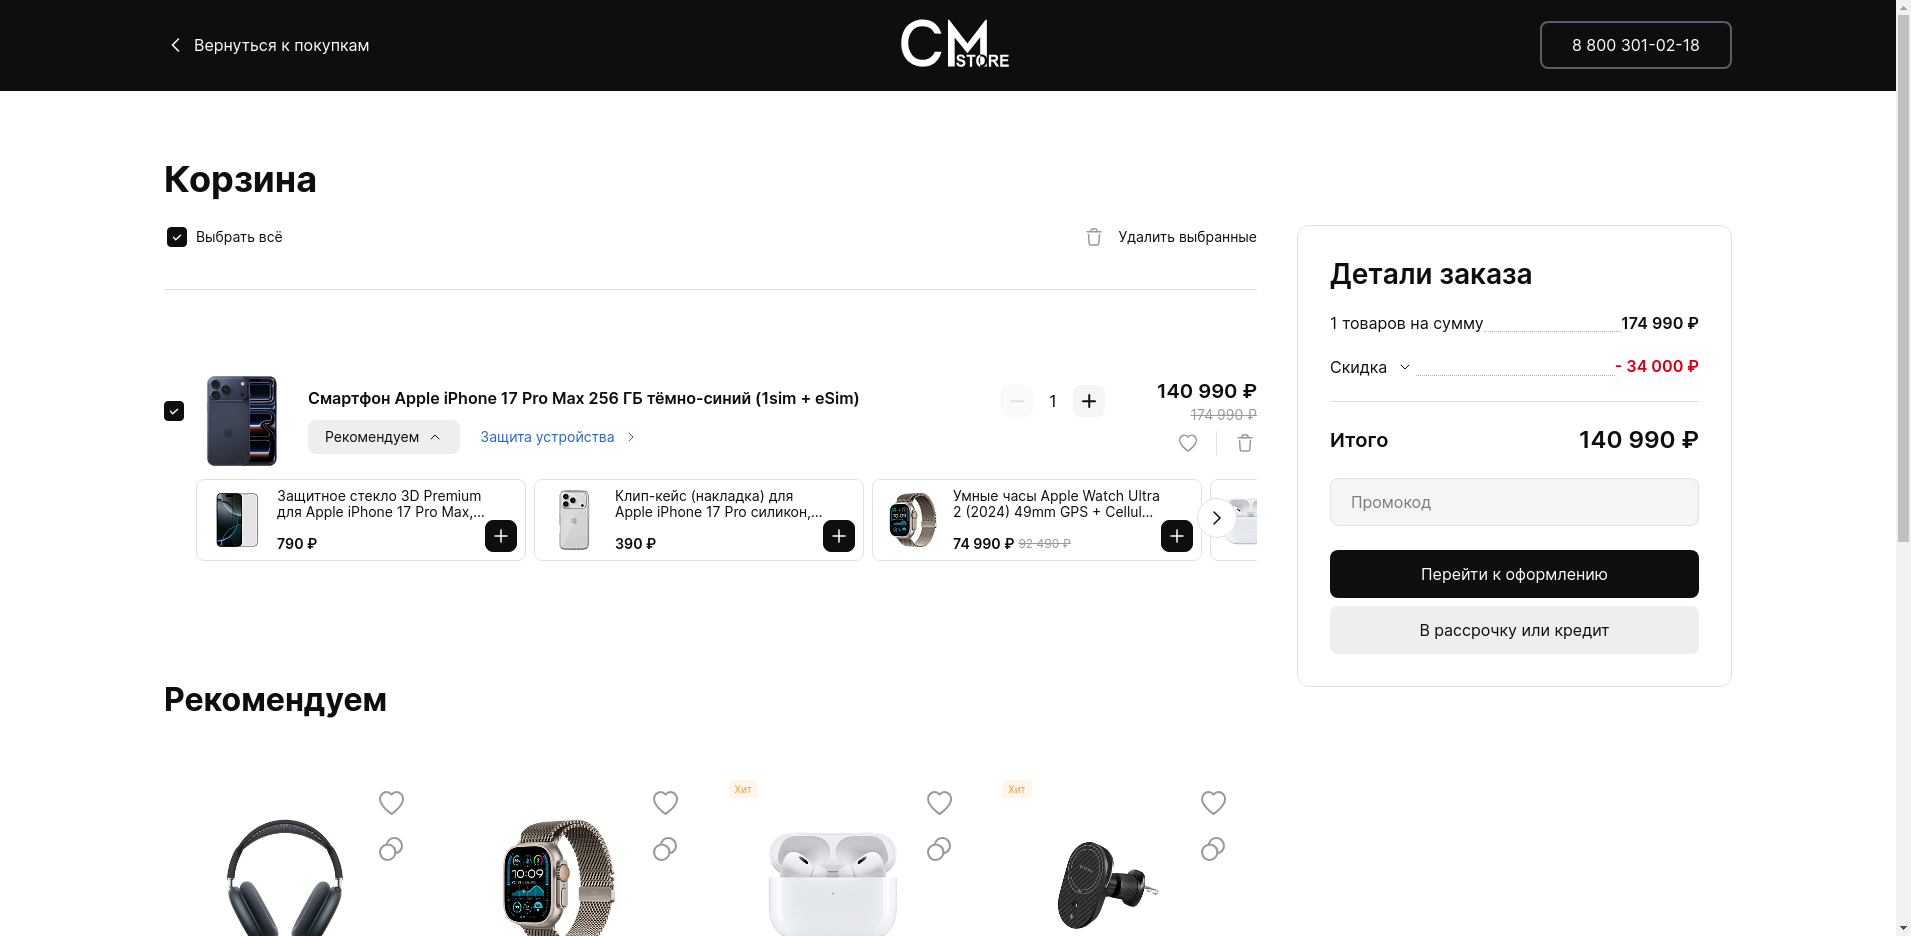 Вернуться к покупкам
CM STORE
8 800 301-02-18
Корзина
Выбрать всё
Удалить выбранные
Смартфон Apple iPhone 17 Pro Max 256 ГБ тёмно-синий (1sim + eSim)
1
140 990 ₽
174 990 ₽
Рекомендуем
Защита устройства
Защитное стекло 3D Premium
для Apple iPhone 17 Pro Max,...
790 ₽
Клип-кейс (накладка) для
Apple iPhone 17 Pro силикон,...
390 ₽
Умные часы Apple Watch Ultra
2 (2024) 49mm GPS + Cellul...
74 990 ₽ 92 490 ₽
Детали заказа
1 товаров на сумму 174 990 ₽
Скидка - 34 000 ₽
Итого 140 990 ₽
Промокод
Перейти к оформлению
В рассрочку или кредит
Рекомендуем
Хит
Хит
10:09